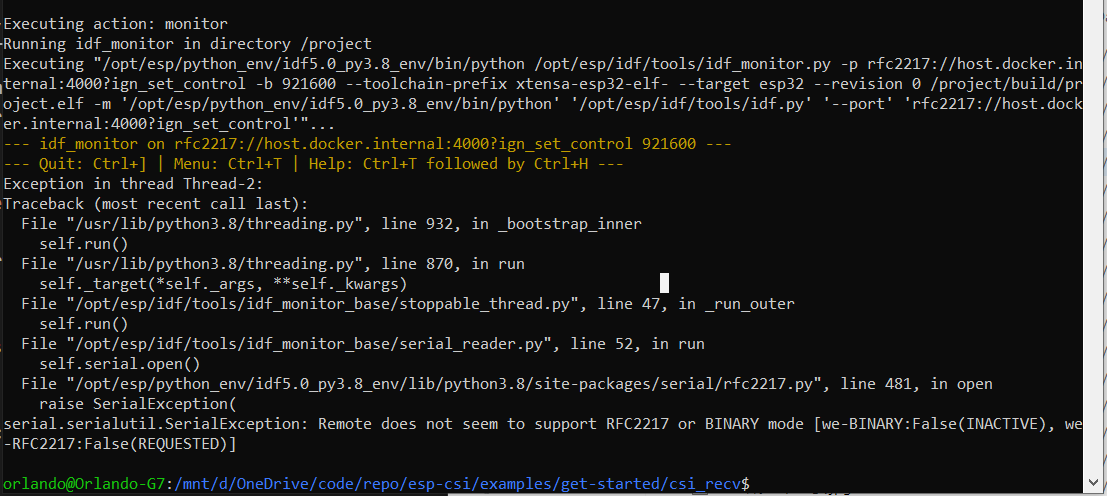 Executing action: monitor
Running idf_monitor in directory /project
Executing "/opt/esp/python_env/idf5.0_py3.8_env/bin/python /opt/esp/idf/tools/idf_monitor.py -p rfc2217://host.docker.in
ternal:4000?ign_set_control -b 921600 --toolchain-prefix xtensa-esp32-elf- --target esp32 --revision 0 /project/build/pr
oject.elf -m '/opt/esp/python_env/idf5.0_py3.8_env/bin/python' '/opt/esp/idf/tools/idf.py' '--port' 'rfc2217://host.dock
er.internal:4000?ign_set_control'"...
--- idf_monitor on rfc2217://host.docker.internal:4000?ign_set_control 921600 ---
--- Quit: Ctrl+] | Menu: Ctrl+T | Help: Ctrl+T followed by Ctrl+H ---
Exception in thread Thread-2:
Traceback (most recent call last):
  File "/usr/lib/python3.8/threading.py", line 932, in _bootstrap_inner
    self.run()
  File "/usr/lib/python3.8/threading.py", line 870, in run
    self._target(*self._args, **self._kwargs)
  File "/opt/esp/idf/tools/idf_monitor_base/stoppable_thread.py", line 47, in _run_outer
    self.run()
  File "/opt/esp/idf/tools/idf_monitor_base/serial_reader.py", line 52, in run
    self.serial.open()
  File "/opt/esp/python_env/idf5.0_py3.8_env/lib/python3.8/site-packages/serial/rfc2217.py", line 481, in open
    raise SerialException(
serial.serialutil.SerialException: Remote does not seem to support RFC2217 or BINARY mode [we-BINARY:False(INACTIVE), we
-RFC2217:False(REQUESTED)]
orlando@Orlando-G7:/mnt/d/OneDrive/code/repo/esp-csi/examples/get-started/csi_recv$